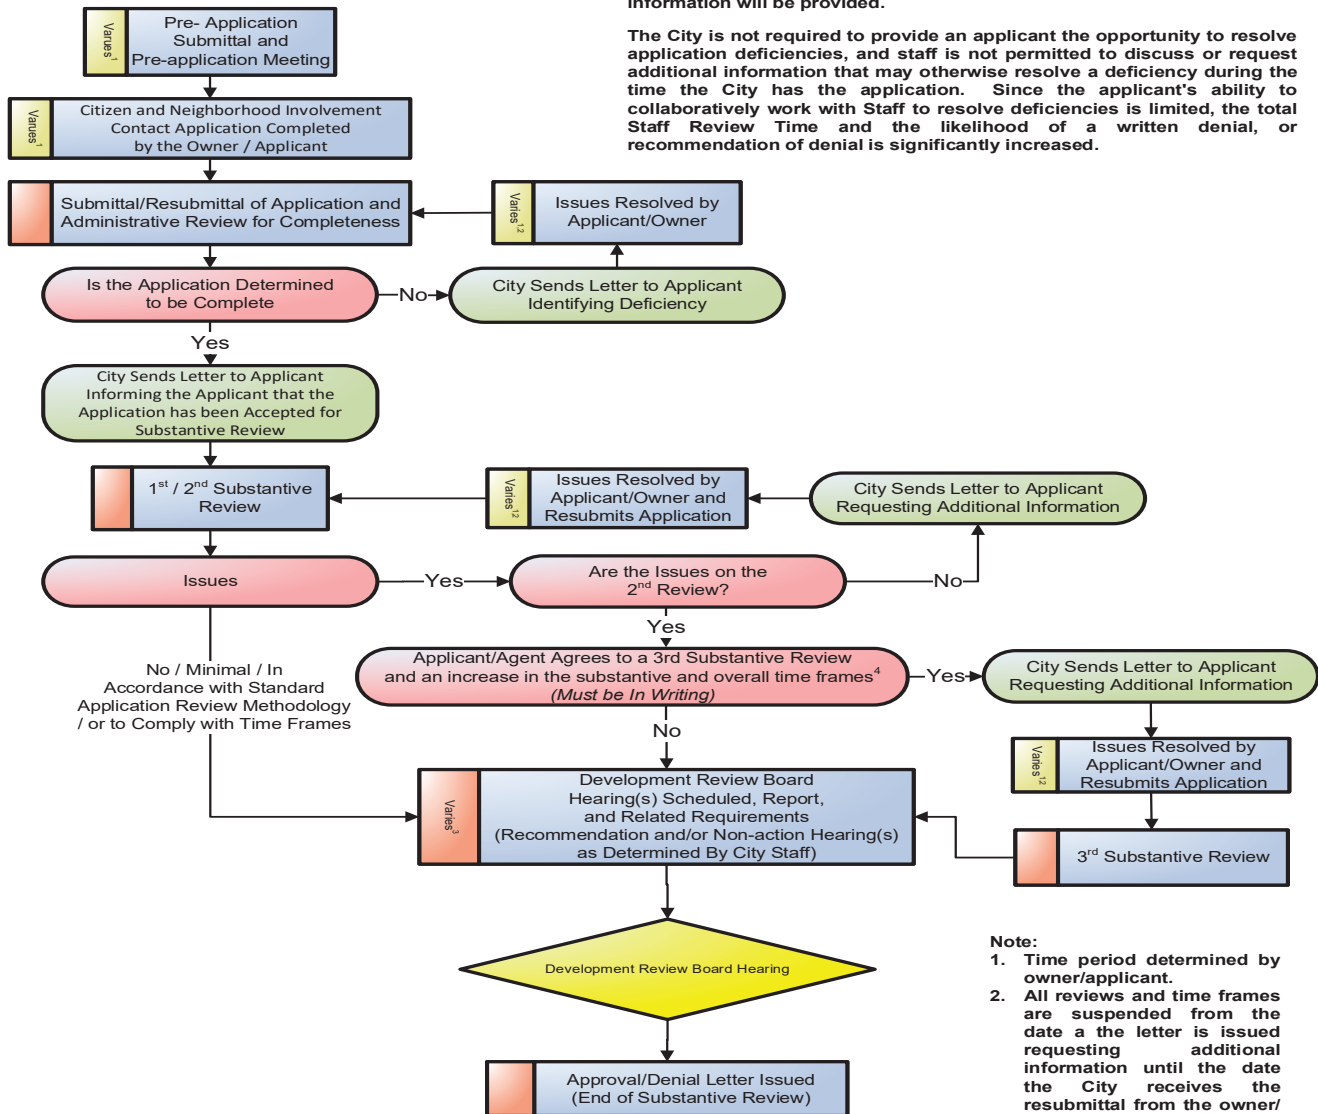 information will be provided.
The City is not required to provide an applicant the opportunity to resolve
application deficiencies, and staff is not permitted to discuss or request
additional information that may otherwise resolve a deficiency during the
time the City has the application. Since the applicant's ability to
collaboratively work with Staff to resolve deficiencies is limited, the total
Staff Review Time and the likelihood of a written denial, or
recommendation of denial is significantly increased.
Varues1
Pre- Application
Submittal and
Pre-application Meeting
Varues1
Citizen and Neighborhood Involvement
Contact Application Completed
by the Owner / Applicant
Submittal/Resubmittal of Application and
Administrative Review for Completeness
Varies1,2
Issues Resolved by
Applicant/Owner
Is the Application Determined
to be Complete
No
City Sends Letter to Applicant
Identifying Deficiency
Yes
City Sends Letter to Applicant
Informing the Applicant that the
Application has been Accepted for
Substantive Review
1st / 2nd Substantive
Review
Varies1,2
Issues Resolved by
Applicant/Owner and
Resubmits Application
City Sends Letter to Applicant
Requesting Additional Information
Issues
Yes
Are the Issues on the
2nd Review?
No
Yes
No / Minimal / In
Accordance with Standard
Application Review Methodology
/ or to Comply with Time Frames
Applicant/Agent Agrees to a 3rd Substantive Review
and an increase in the substantive and overall time frames4
(Must be In Writing)
Yes
City Sends Letter to Applicant
Requesting Additional Information
No
Varies1,2
Issues Resolved by
Applicant/Owner and
Resubmits Application
Varies3
Development Review Board
Hearing(s) Scheduled, Report,
and Related Requirements
(Recommendation and/or Non-action Hearing(s)
as Determined By City Staff)
3rd Substantive Review
Development Review Board Hearing
Approval/Denial Letter Issued
(End of Substantive Review)
Note:
1. Time period determined by
owner/applicant.
2. All reviews and time frames
are suspended from the
date a the letter is issued
requesting additional
information until the date
the City receives the
resubmittal from the owner/